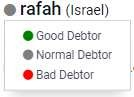 rafah (Israel)
Good Debtor
Normal Debtor
Bad Debtor